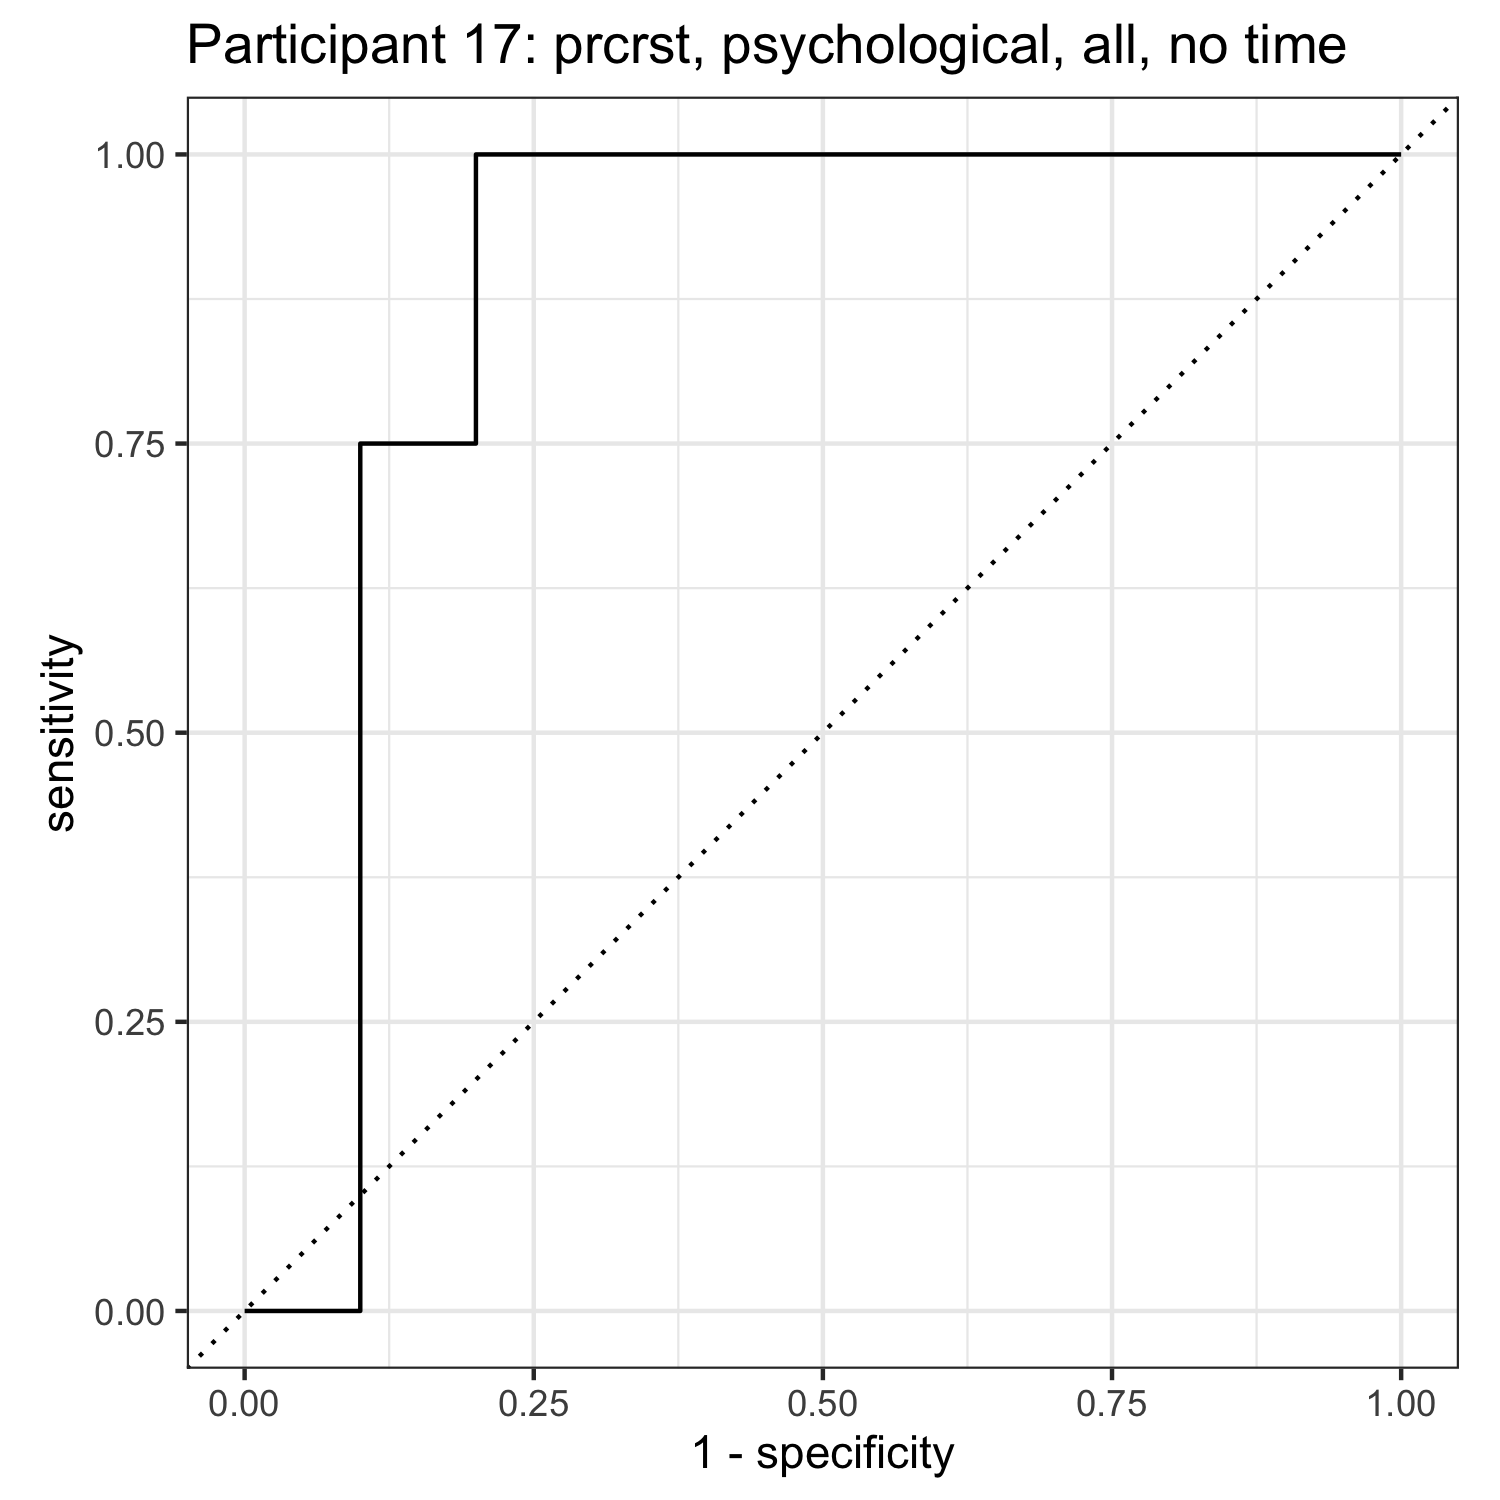 Participant 17: prcrst, psychological, all, no time
sensitivity
1.00
0.75
0.50
0.25
0.00
0.00 0.25 0.50 0.75 1.00
1 - specificity